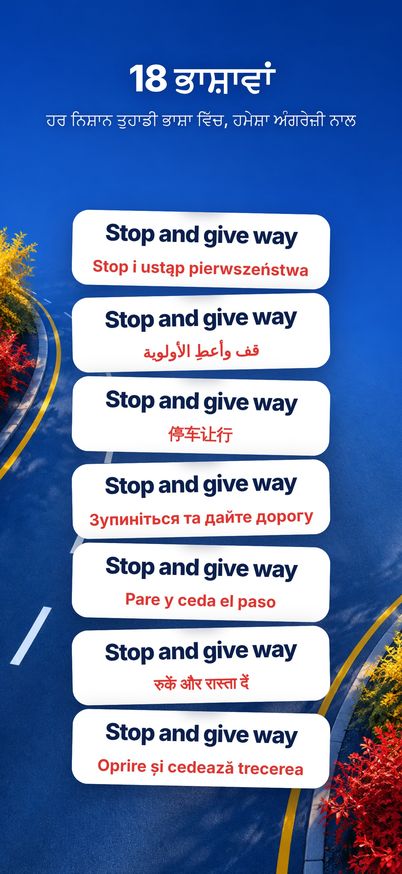 18 ਭਾਸ਼ਾਵਾਂ
ਹਰ ਨਿਸ਼ਾਨ ਤੁਹਾਡੀ ਭਾਸ਼ਾ ਵਿੱਚ, ਹਮੇਸ਼ਾ ਅੰਗਰੇਜ਼ੀ ਨਾਲ
Stop and give way
Stop i ustąp pierwszeństwa
Stop and give way
قف وأعطِ الأولوية
Stop and give way
停车让行
Stop and give way
Зупиніться та дайте дорогу
Stop and give way
Pare y ceda el paso
Stop and give way
रुकें और रास्ता दें
Stop and give way
Oprire și cedează trecerea